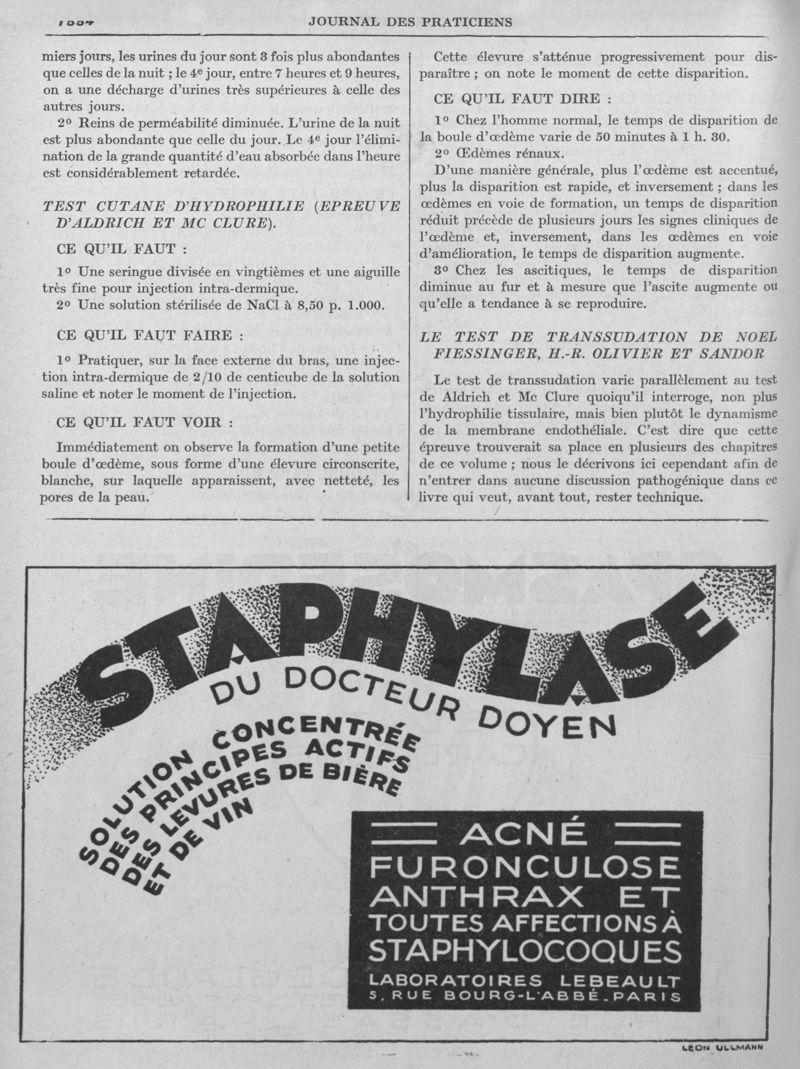 JOURNAL DES PRATICIENS
miers jours, les urines du jour sont 3 fois plus abondantes
que celles de la nuit ; le 4e jour, entre 7 heures et 9 heures,
on a une décharge d'urines très supérieures à celle des
autres jours.
2o Reins de perméabilité diminuée. L'urine de la nuit
est plus abondante que celle du jour. Le 4e jour l'élimi-
nation de la grande quantité d'eau absorbée dans l'heure
est considérablement retardée.
TEST CUTANE D'HYDROPHILIE (EPREUVE
D'ALDRICH ET MC CLURE).
CE QU'IL FAUT :
1o Une seringue divisée en vingtièmes et une aiguille
très fine pour injection intra-dermique.
2o Une solution stérilisée de NaCl à 8,50 p. 1.000.
CE QU'IL FAUT FAIRE :
1o Pratiquer, sur la face externe du bras, une injec-
tion intra-dermique de 2/10 de centicube de la solution
saline et noter le moment de l'injection.
CE QU'IL FAUT VOIR :
Immédiatement on observe la formation d'une petite
boule d'œdème, sous forme d'une élevure circonscrite,
blanche, sur laquelle apparaissent, avec netteté, les
pores de la peau.
Cette élevure s'atténue progressivement pour dis-
paraître ; on note le moment de cette disparition.
CE QU'IL FAUT DIRE :
1o Chez l'homme normal, le temps de disparition de
la boule d'œdème varie de 50 minutes à 1 h. 30.
2o Œdèmes rénaux.
D'une manière générale, plus l'œdème est accentué,
plus la disparition est rapide, et inversement ; dans les
œdèmes en voie de formation, un temps de disparition
réduit précède de plusieurs jours les signes cliniques de
l'œdème et, inversement, dans les œdèmes en voie
d'amélioration, le temps de disparition augmente.
3o Chez les ascitiques, le temps de disparition
diminue au fur et à mesure que l'ascite augmente ou
qu'elle a tendance à se reproduire.
LE TEST DE TRANSSUDATION DE NOEL
FIESSINGER, H.-R. OLIVIER ET SANDOR
Le test de transsudation varie parallèlement au test
de Aldrich et Mc Clure quoiqu'il interroge, non plus
l'hydrophilie tissulaire, mais bien plutôt le dynamisme
de la membrane endothéliale. C'est dire que cette
épreuve trouverait sa place en plusieurs des chapitres
de ce volume ; nous le décrivons ici cependant afin de
n'entrer dans aucune discussion pathogénique dans ce
livre qui veut, avant tout, rester technique.
STAPHYLASE
DU DOCTEUR DOYEN
SOLUTION CONCENTRÉE
DES PRINCIPES ACTIFS
DES LEVURES DE BIÈRE
ET DE VIN
ACNÉ
FURONCULOSE
ANTHRAX ET
TOUTES AFFECTIONS À
STAPHYLOCOQUES
LABORATOIRES LEBEAULT
5, RUE BOURG-L'ABBÉ-PARIS
LÉON ULLMANN